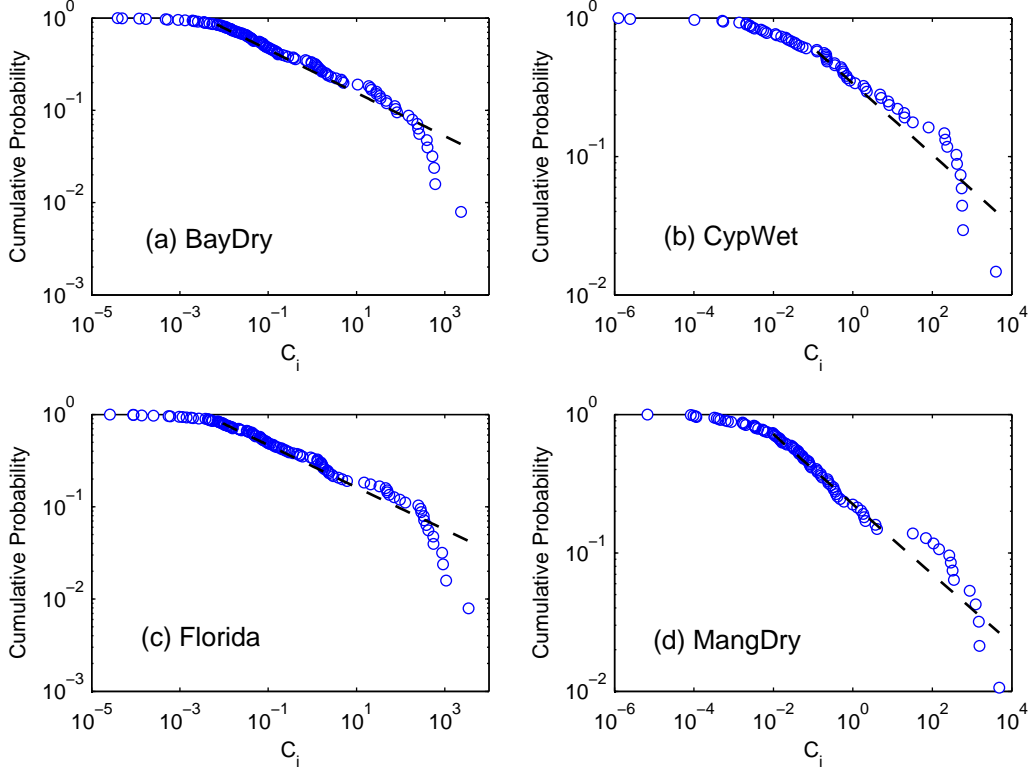 10^0
10^−1
10^−2
10^−3
10^−5 10^−3 10^−1 10^1 10^3
Cumulative Probability
C_i
(a) BayDry
10^0
10^−1
10^−2
10^−6 10^−4 10^−2 10^0 10^2 10^4
Cumulative Probability
C_i
(b) CypWet
10^0
10^−1
10^−2
10^−3
10^−5 10^−3 10^−1 10^1 10^3
Cumulative Probability
C_i
(c) Florida
10^0
10^−1
10^−2
10^−6 10^−4 10^−2 10^0 10^2 10^4
Cumulative Probability
C_i
(d) MangDry